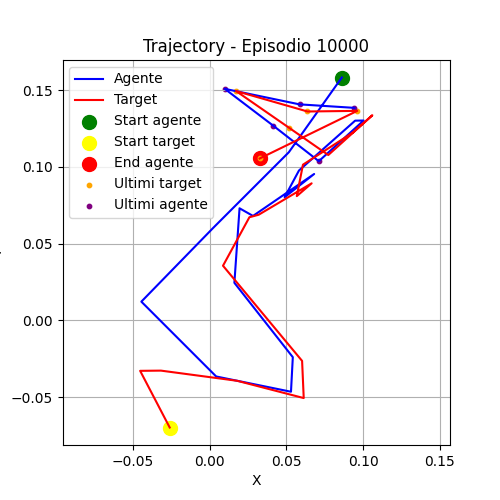 Trajectory - Episodio 10000
Agente
Target
Start agente
Start target
End agente
Ultimi target
Ultimi agente
0.15
0.10
0.05
0.00
−0.05
−0.05
0.00
0.05
0.10
0.15
X